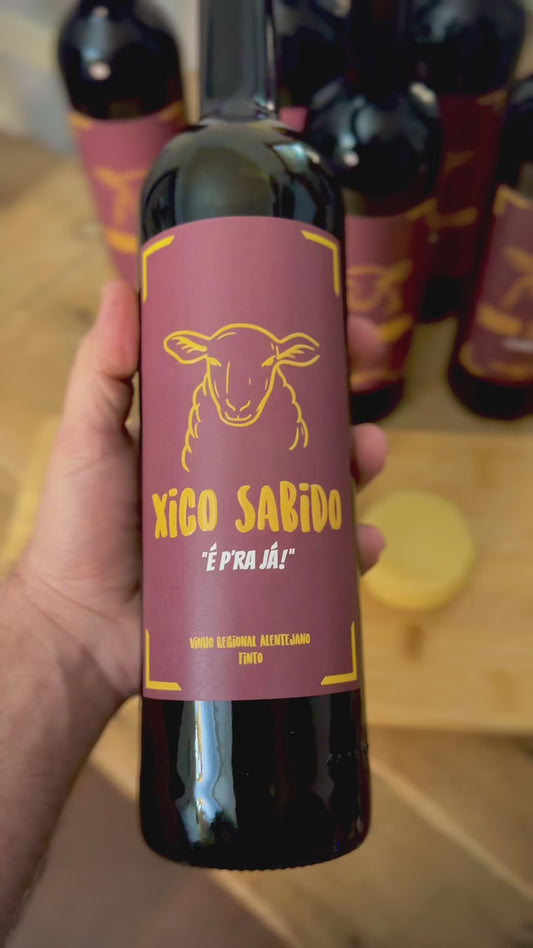 XICO SABIDO
"É P'RA JÁ!"
VINHO REGIONAL ALENTEJANO
TINTO